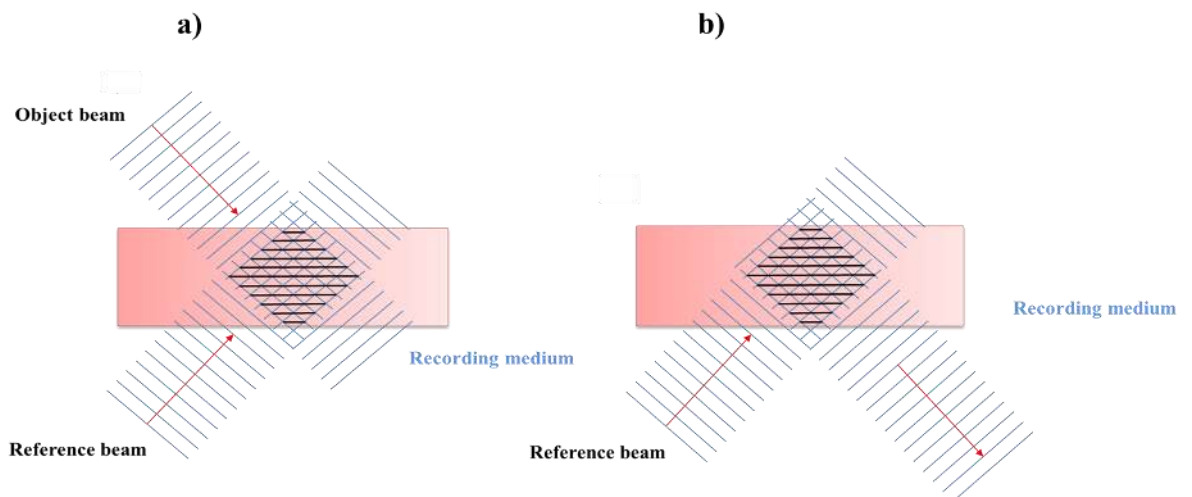 a)
b)
Object beam
Recording medium
Recording medium
Reference beam
Reference beam